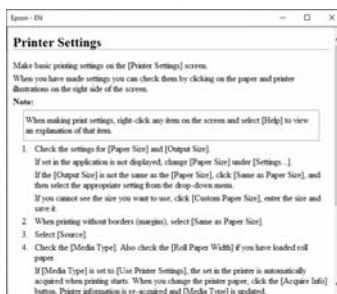 Epson - EN
Printer Settings
Make basic printing settings on the [Printer Settings] screen.
When you have made settings you can check them by clicking on the paper and printer
illustrations on the right side of the screen.
Note:
When making print settings, right-click any item on the screen and select [Help] to view
an explanation of that item.
1. Check the settings for [Paper Size] and [Output Size].
If set in the application is not displayed, change [Paper Size] under [Settings...].
If the [Output Size] is not the same as the [Paper Size], click [Same as Paper Size], and
then select the appropriate setting from the drop-down menu.
If you cannot see the size you want to use, click [Custom Paper Size], enter the size and
save it.
2. When printing without borders (margins), select [Same as Paper Size].
3. Select [Source].
4. Check the [Media Type]. Also check the [Roll Paper Width] if you have loaded roll
paper.
If [Media Type] is set to [Use Printer Settings], the set in the printer is automatically
acquired when printing starts. When you change the printer paper, click the [Acquire Info]
button. Printer information is re-acquired and [Media Type] is updated.